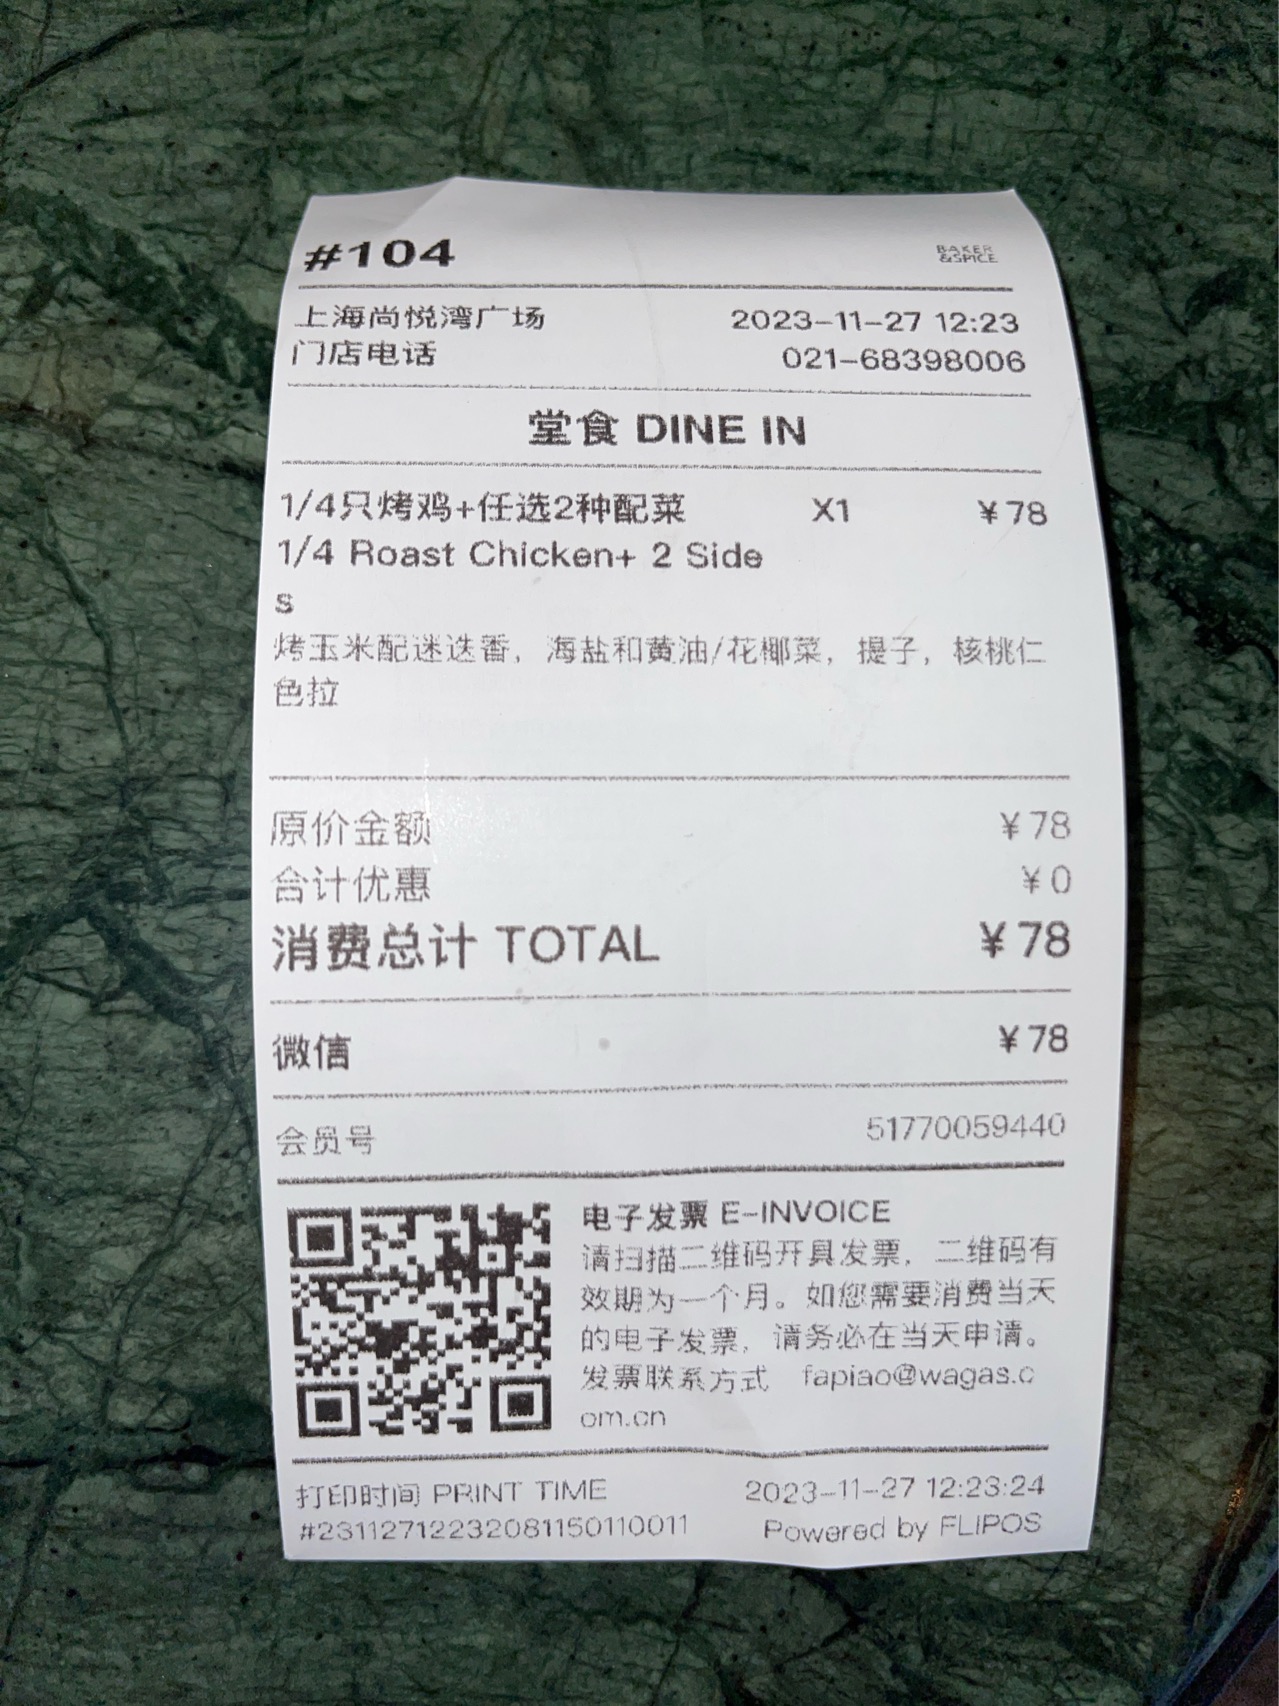 #104
BAKER
&SPICE
上海尚悦湾广场 2023-11-27 12:23
门店电话 021-68398006
堂食 DINE IN
1/4只烤鸡+任选2种配菜 X1 ¥78
1/4 Roast Chicken+ 2 Side
s
烤玉米配迷迭香，海盐和黄油/花椰菜，提子，核桃仁
色拉
原价金额 ¥78
合计优惠 ¥0
消费总计 TOTAL ¥78
微信 ¥78
会员号 51770059440
电子发票 E-INVOICE
请扫描二维码开具发票，二维码有
效期为一个月。如您需要消费当天
的电子发票，请务必在当天申请。
发票联系方式 fapiao@wagas.c
om.cn
打印时间 PRINT TIME 2023-11-27 12:23:24
#23112712232081150110011 Powered by FLIPOS